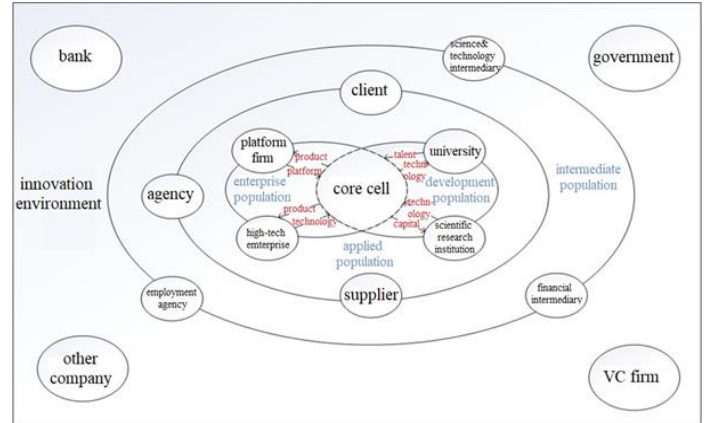 bank
science&
technology
intermediary
government
client
platform
firm
product
platform
talent
techn-
ology
university
intermediate
population
innovation
environment
agency
enterprise
population
core cell
development
population
product
technology
techn-
ology
capital
high-tech
emterprise
scientific
research
institution
applied
population
employment
agency
supplier
financial
intermediary
other
company
VC firm